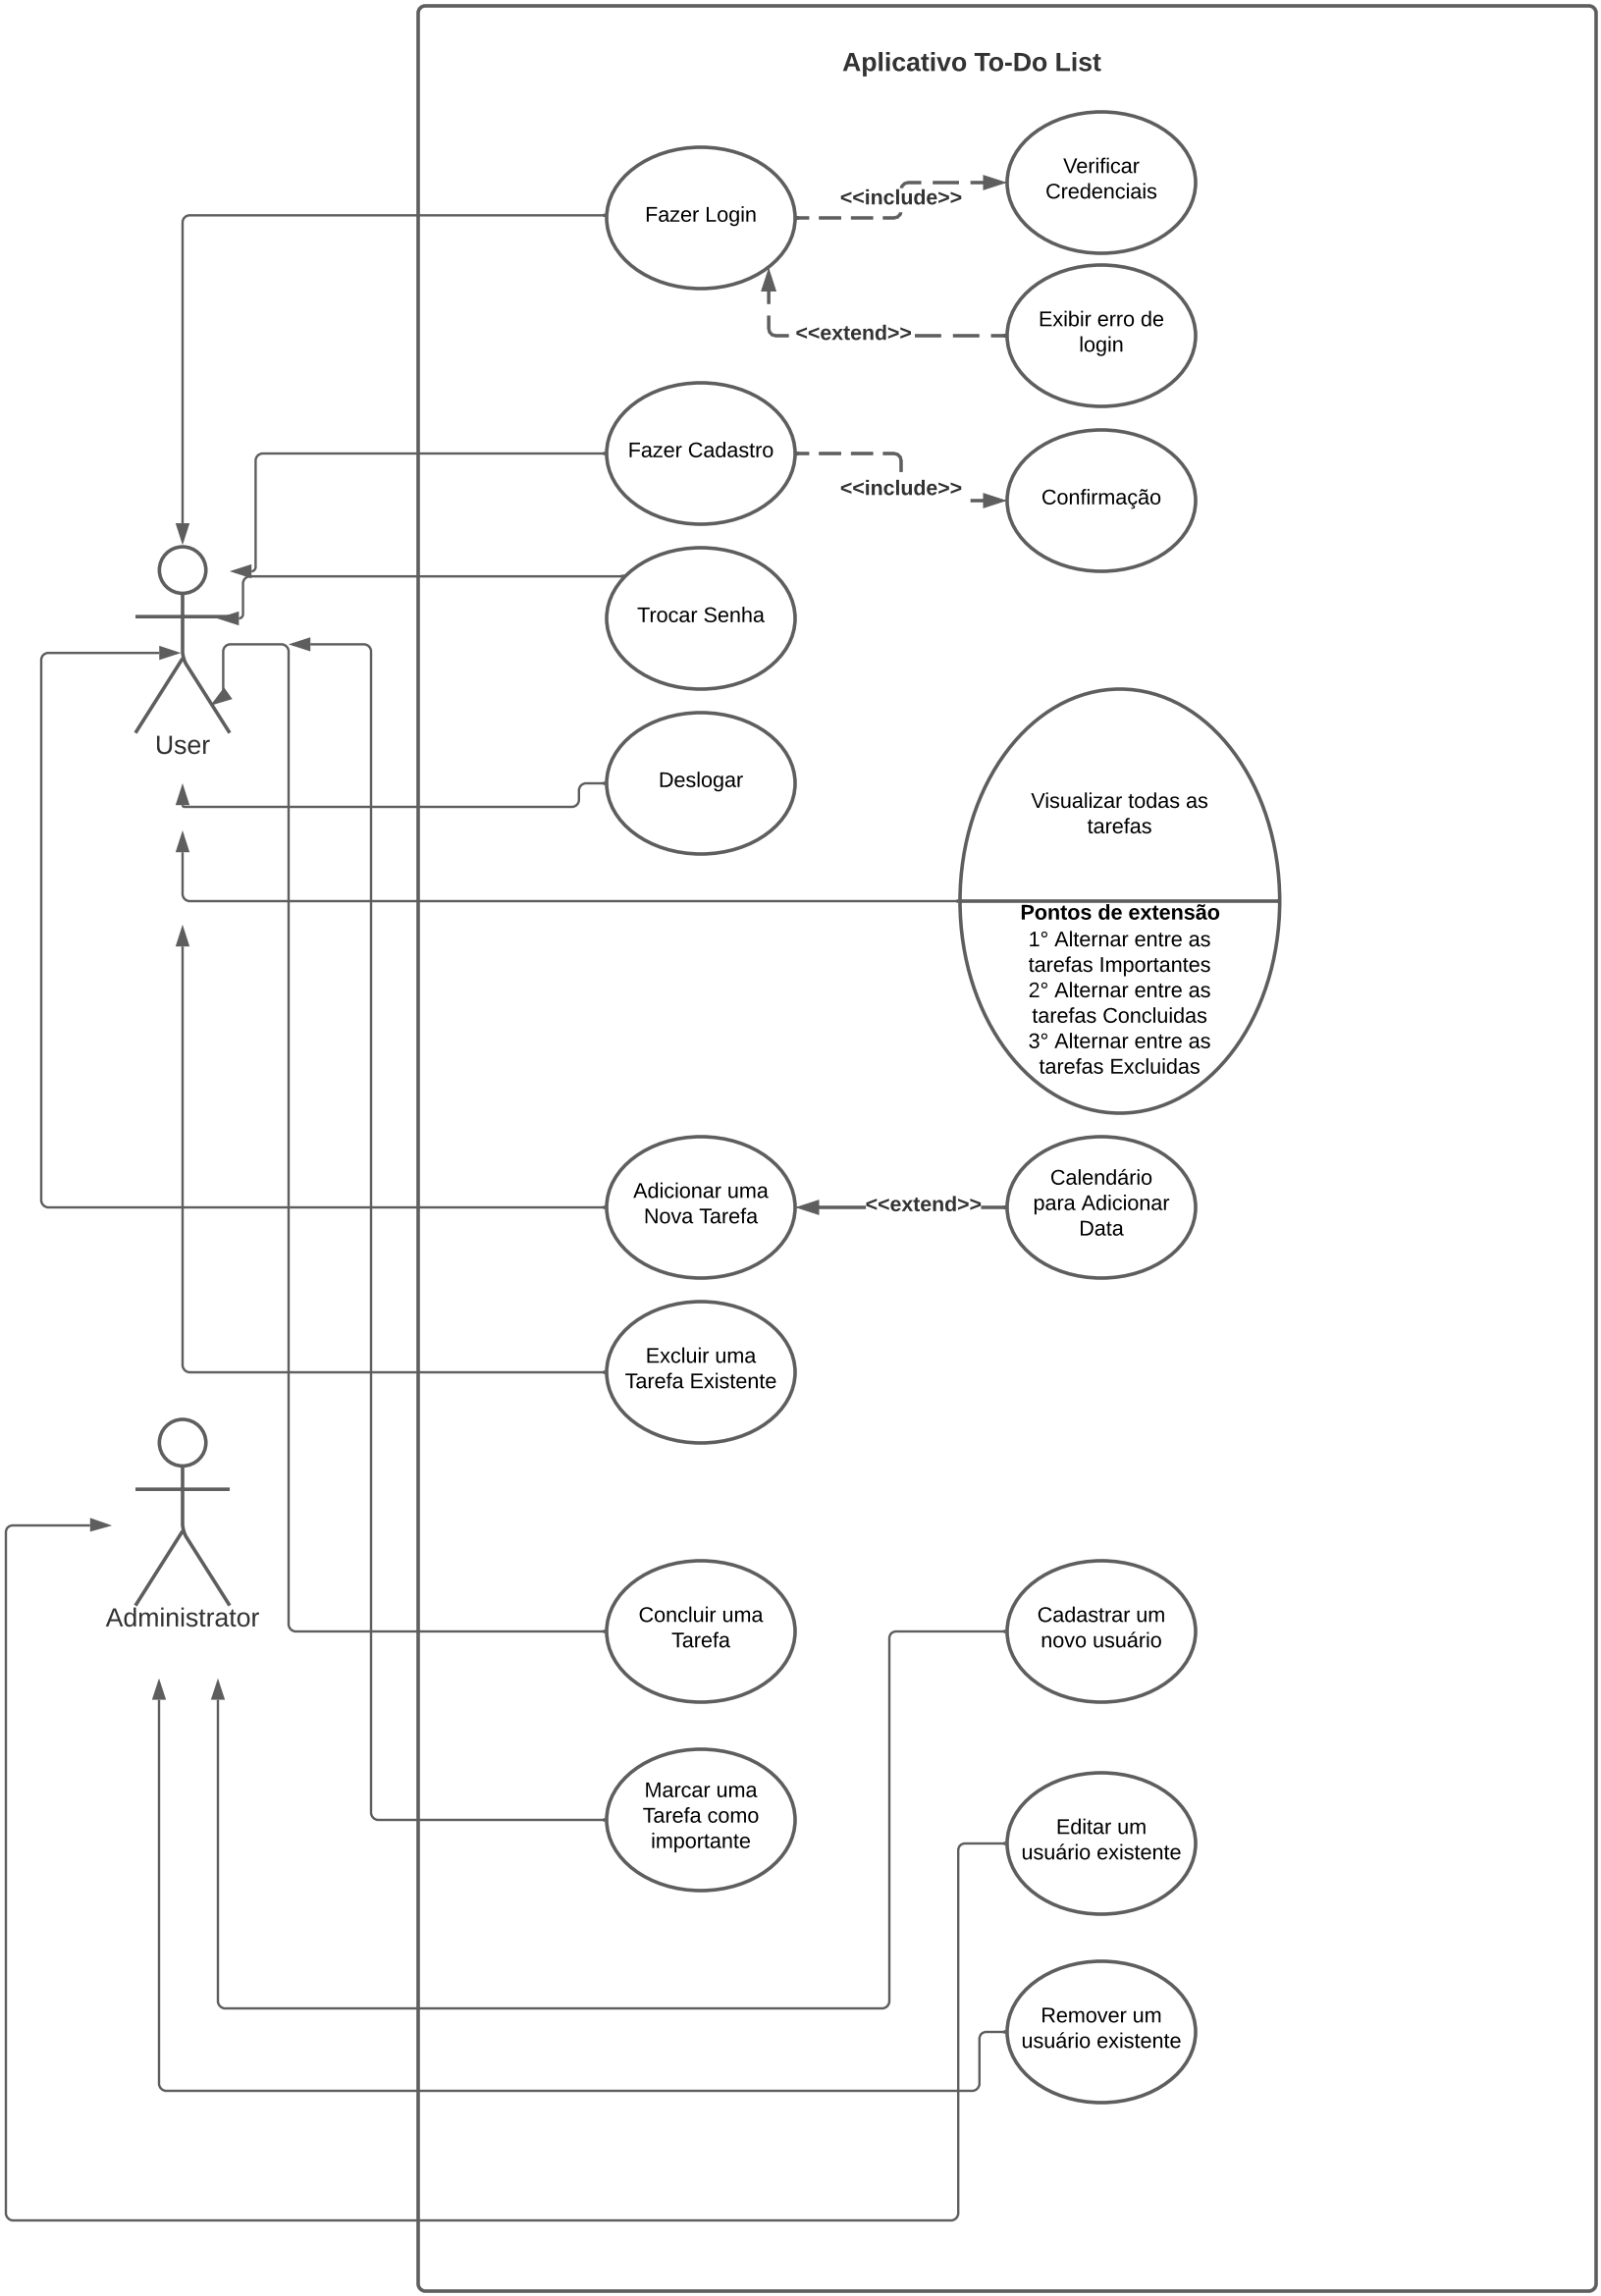 Aplicativo To-Do List
Verificar
Credenciais
<<include>>
Fazer Login
Exibir erro de
login
<<extend>>
Fazer Cadastro
<<include>>
Confirmação
Trocar Senha
User
Deslogar
Visualizar todas as
tarefas
Pontos de extensão
1° Alternar entre as
tarefas Importantes
2° Alternar entre as
tarefas Concluidas
3° Alternar entre as
tarefas Excluidas
Adicionar uma
Nova Tarefa
<<extend>>
Calendário
para Adicionar
Data
Excluir uma
Tarefa Existente
Administrator
Concluir uma
Tarefa
Cadastrar um
novo usuário
Marcar uma
Tarefa como
importante
Editar um
usuário existente
Remover um
usuário existente